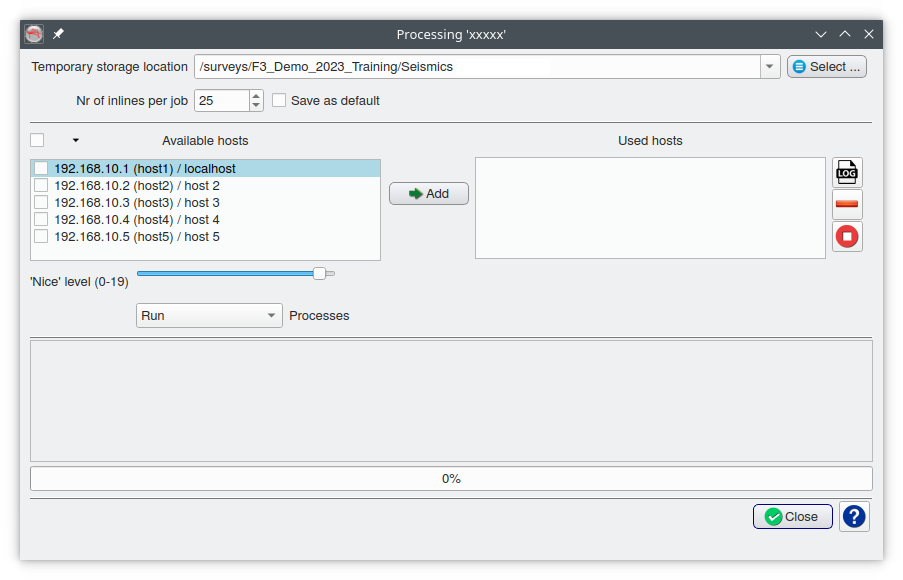 Processing 'xxxxx'
Temporary storage location /surveys/F3_Demo_2023_Training/Seismics Select ...
Nr of inlines per job 25 Save as default
Available hosts Used hosts
192.168.10.1 (host1) / localhost
192.168.10.2 (host2) / host 2
192.168.10.3 (host3) / host 3
192.168.10.4 (host4) / host 4
192.168.10.5 (host5) / host 5
Add
LOG
'Nice' level (0-19)
Run Processes
0%
Close ?